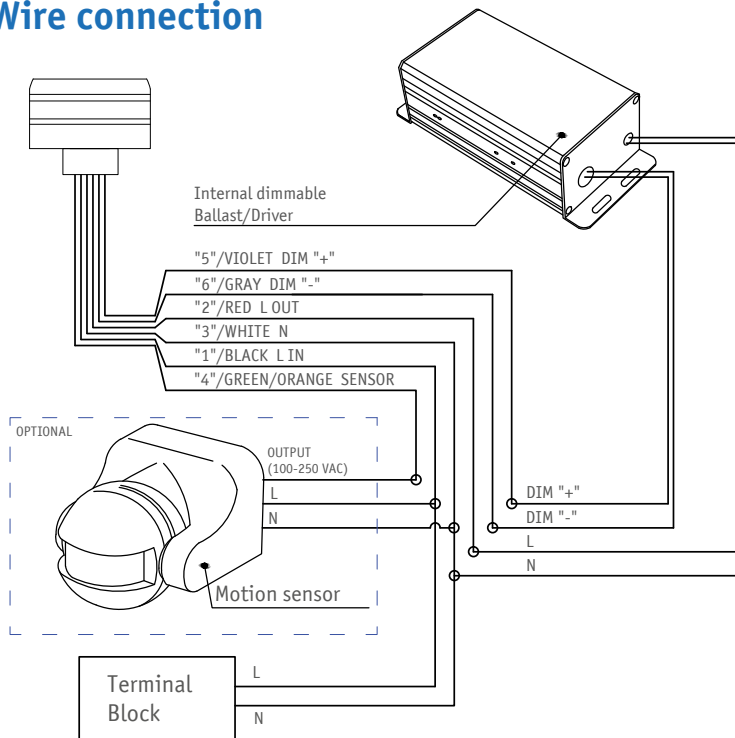 Wire connection
Internal dimmable
Ballast/Driver
"5"/VIOLET DIM "+"
"6"/GRAY DIM "-"
"2"/RED L OUT
"3"/WHITE N
"1"/BLACK L IN
"4"/GREEN/ORANGE SENSOR
OPTIONAL
OUTPUT
(100-250 VAC)
L
N
Motion sensor
DIM "+"
DIM "-"
L
N
Terminal
Block
L
N